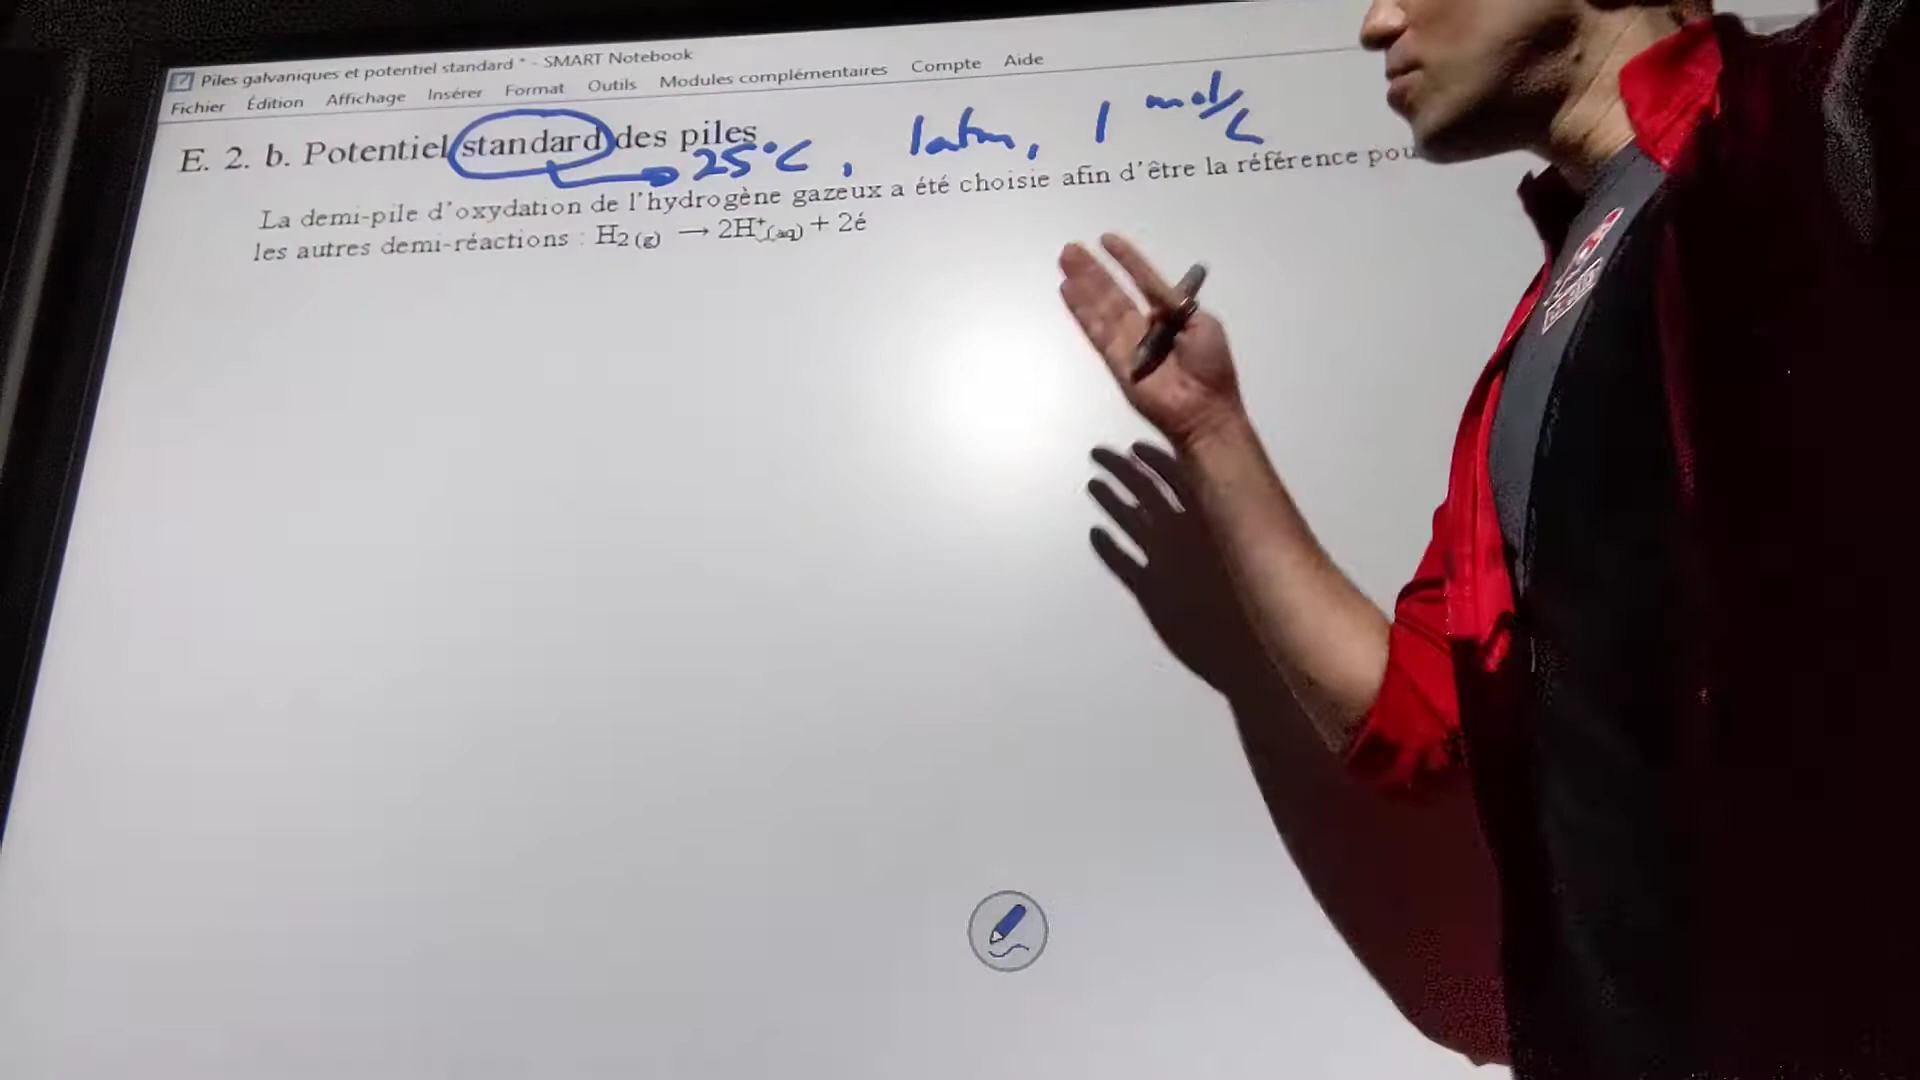 Piles galvaniques et potentiel standard * - SMART Notebook
Fichier Édition Affichage Insérer Format Outils Modules complémentaires Compte Aide
E. 2. b. Potentiel standard des piles
25°C, 1atm, 1 mol/L
La demi-pile d'oxydation de l'hydrogène gazeux a été choisie afin d'être la référence pou
les autres demi-réactions : H₂ (g) → 2H⁺(aq) + 2é